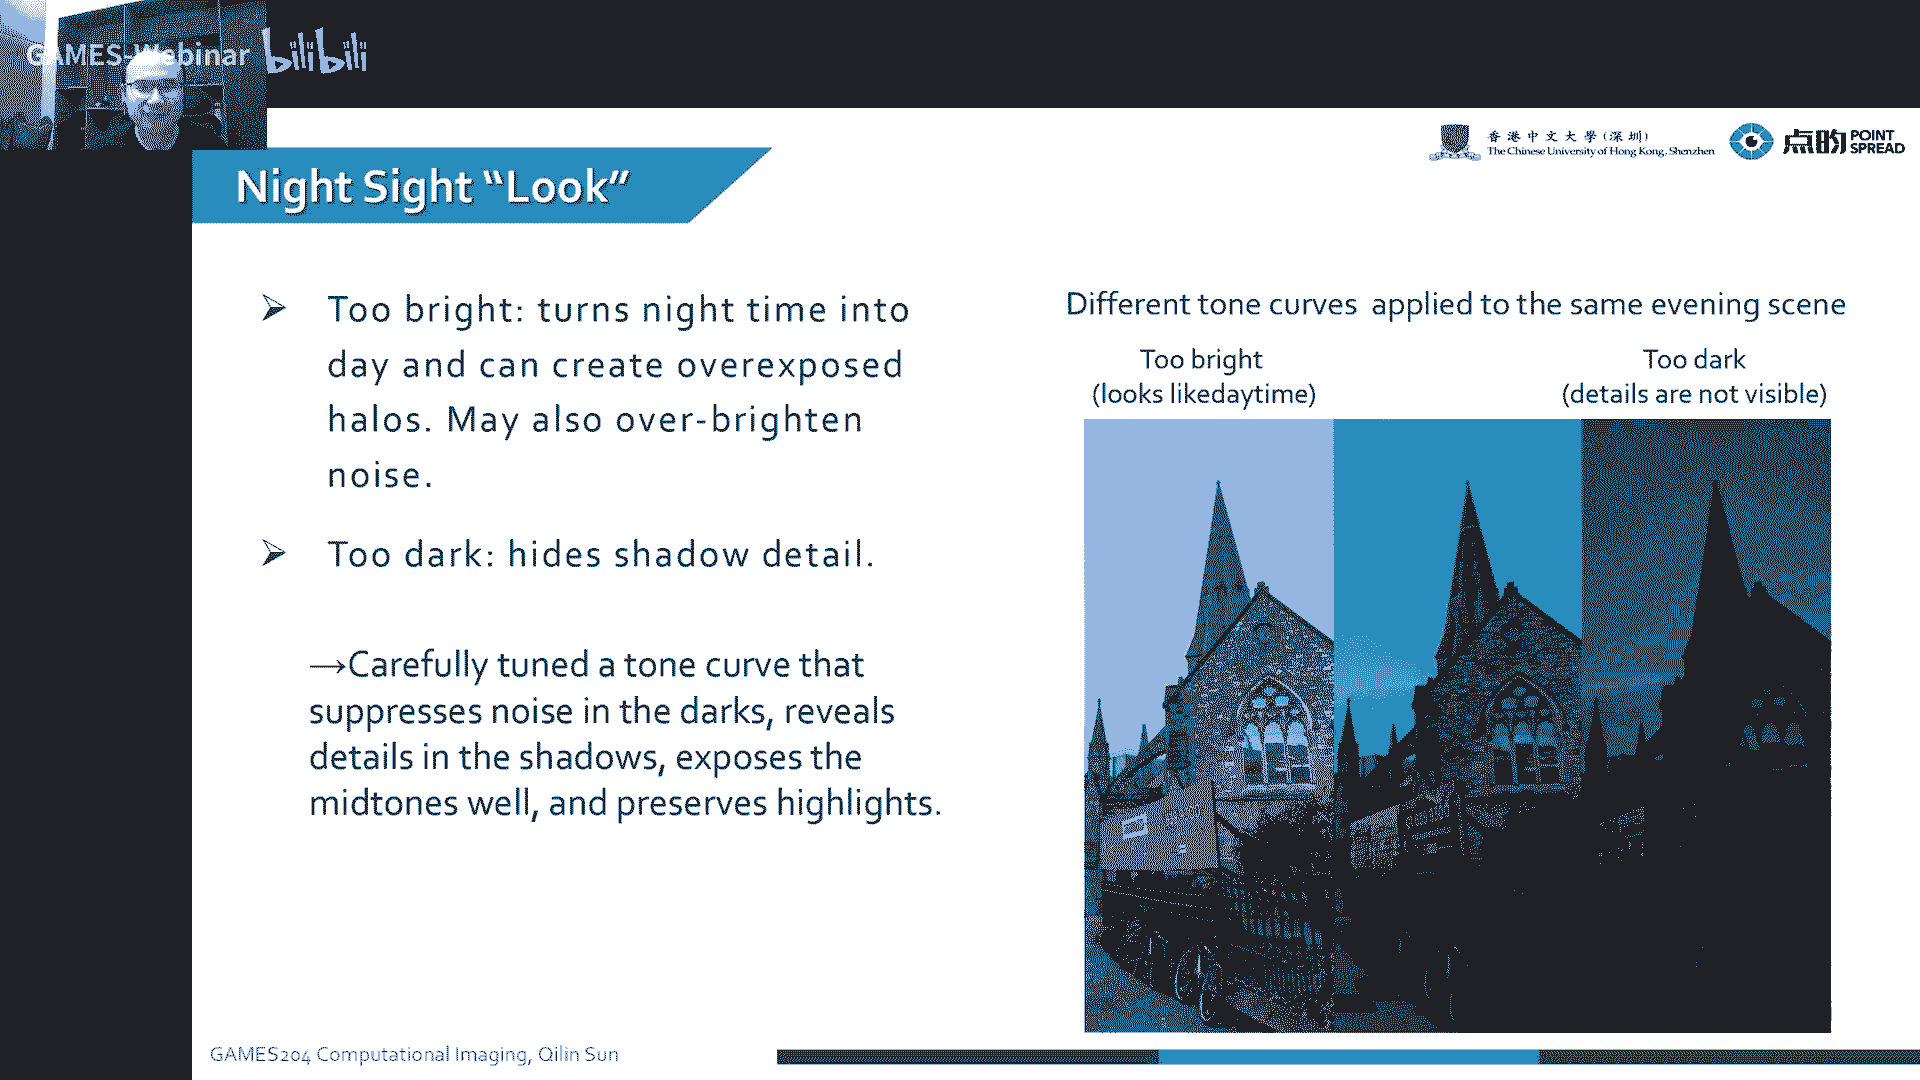 GAMES-Webinar bilibili
香港中文大學(深圳)
The Chinese University of Hong Kong, Shenzhen
点昀 POINT SPREAD
Night Sight “Look”
Too bright: turns night time into
day and can create overexposed
halos. May also over-brighten
noise.
Too dark: hides shadow detail.
→Carefully tuned a tone curve that
suppresses noise in the darks, reveals
details in the shadows, exposes the
midtones well, and preserves highlights.
Different tone curves applied to the same evening scene
Too bright
(looks likedaytime)
Too dark
(details are not visible)
GAMES204 Computational Imaging, Qilin Sun